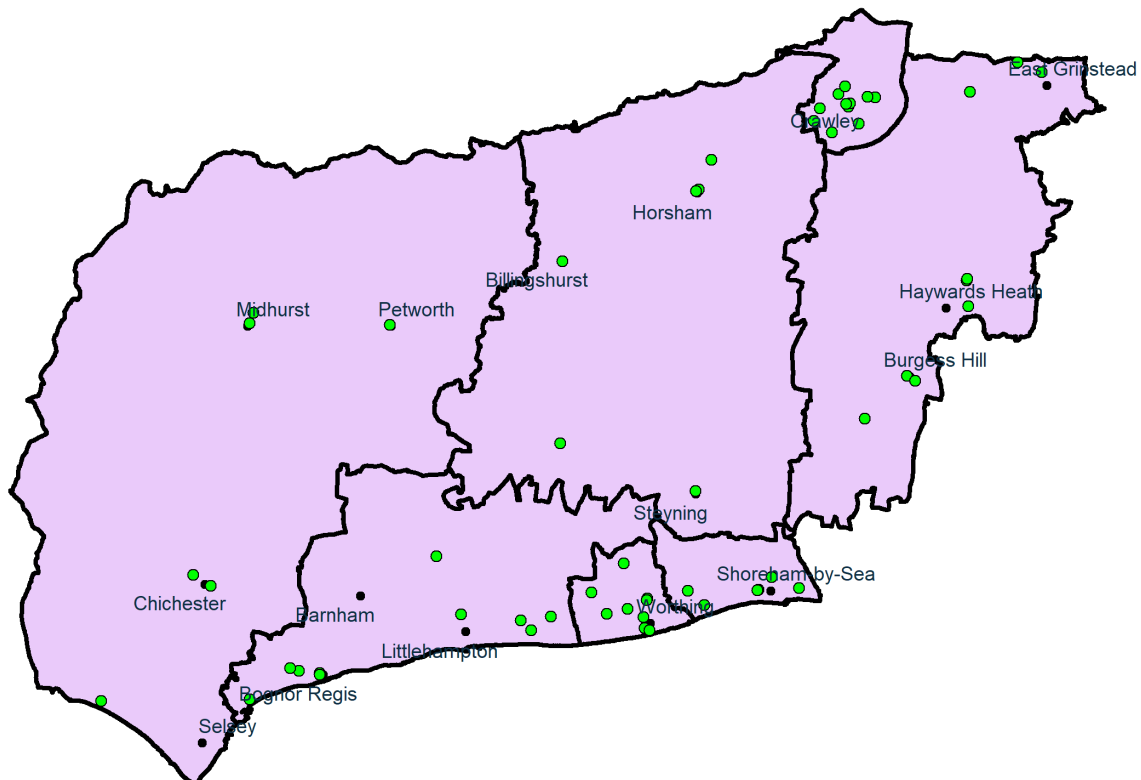 East Grinstead
Crawley
Horsham
Billingshurst
Haywards Heath
Midhurst
Petworth
Burgess Hill
Steyning
Shoreham-by-Sea
Chichester
Worthing
Barnham
Littlehampton
Bognor Regis
Selsey